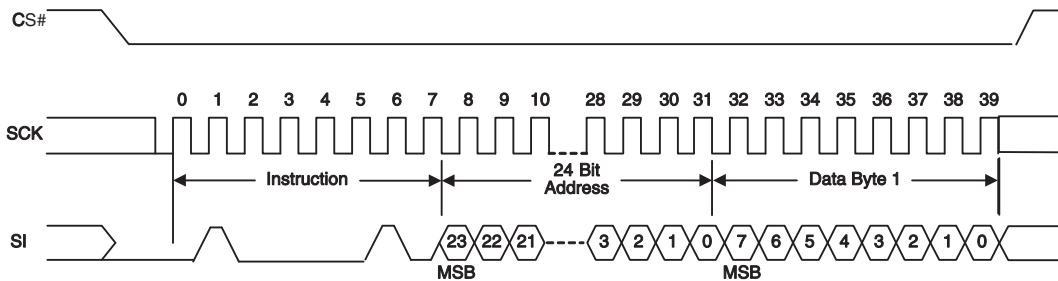 CS#
0 1 2 3 4 5 6 7 8 9 10 28 29 30 31 32 33 34 35 36 37 38 39
SCK
Instruction 24 Bit Address Data Byte 1
SI 23 22 21 3 2 1 0 7 6 5 4 3 2 1 0
MSB MSB